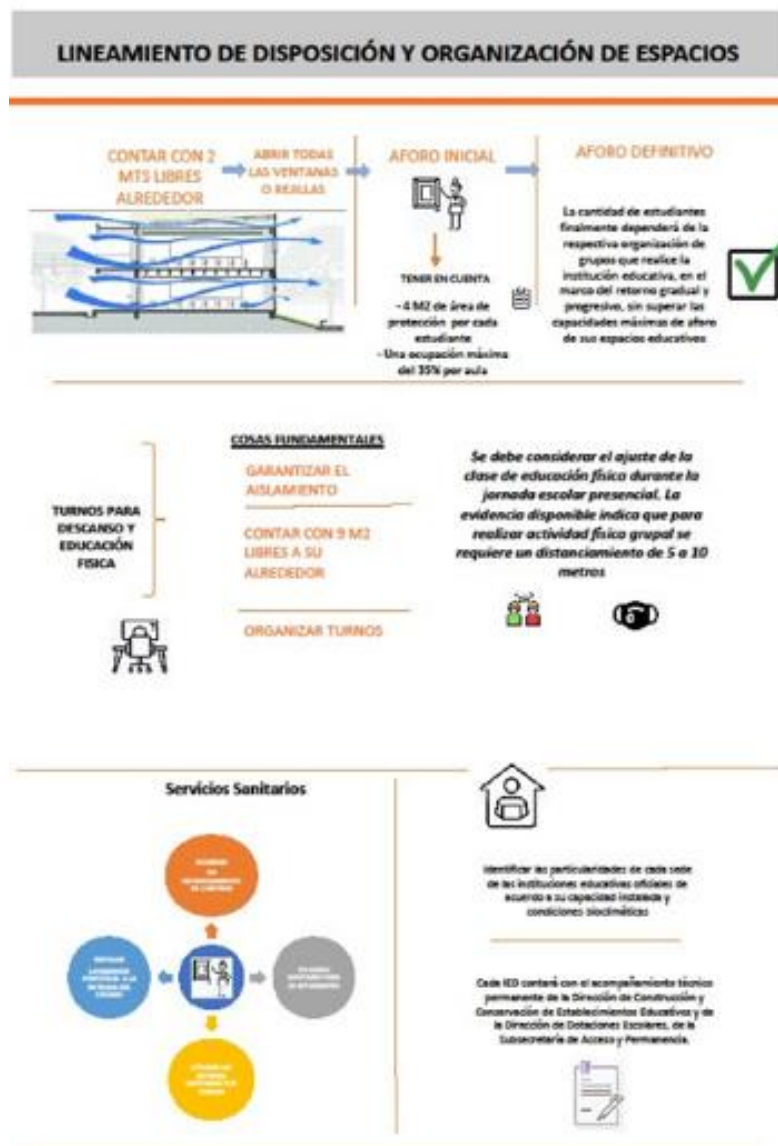 LINEAMIENTO DE DISPOSICIÓN Y ORGANIZACIÓN DE ESPACIOS
CONTAR CON 2
MTS LIBRES
ALREDEDOR
ABRIR TODAS
LAS VENTANAS
O REALLAS
AFORO INICIAL
TENER EN CUENTA
- 4 M2 de área de
protección por cada
estudiante
- Una ocupación máxima
del 35% por aula
AFORO DEFINITIVO
La cantidad de estudiantes
finalmente dependerá de la
respectiva organización de
grupos que realice la
institución educativa, en el
marco del retorno gradual y
progresivo, sin superar las
capacidades máximas de aforo
de sus espacios educativos
TURNOS PARA
DESCANSO Y
EDUCACIÓN
FISICA
COSAS FUNDAMENTALES
GARANTIZAR EL
AISLAMIENTO
CONTAR CON 9 M2
LIBRES A SU
ALREDEDOR
ORGANIZAR TURNOS
Se debe considerar el ajuste de la
clase de educación físico durante la
jornada escolar presencial. La
evidencia disponible indica que para
realizar actividad física grupal se
requiere un distanciamiento de 5 a 10
metros
Servicios Sanitarios
Identificar las particularidades de cada sede
de las instituciones educativas oficiales de
acuerdo a su capacidad instalada y
condiciones bioclimáticas
Cada IED contará con el acompañamiento técnico
permanente de la Dirección de Construcción y
Conservación de Establecimientos Educativos y de
la Dirección de Dotaciones Escolares, de la
Subsecretaría de Acceso y Permanencia.